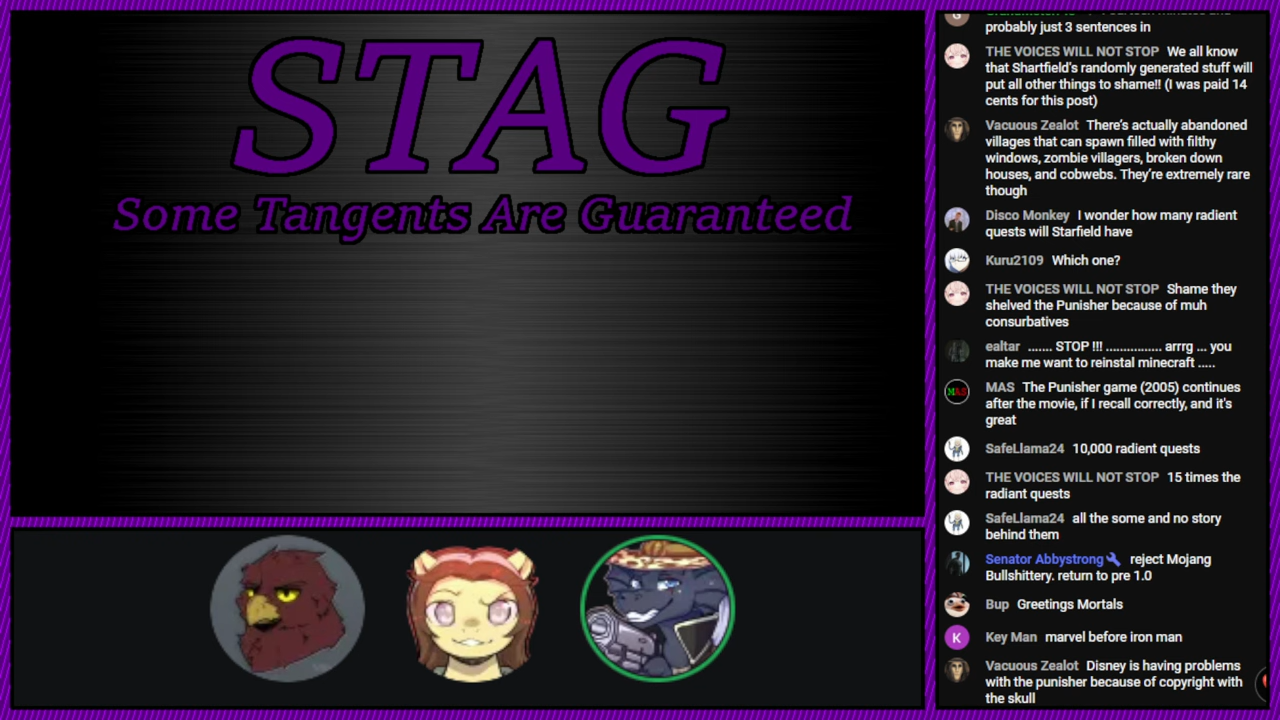 STAG
Some Tangents Are Guaranteed
probably just 3 sentences in
THE VOICES WILL NOT STOP We all know
that Shartfield's randomly generated stuff will
put all other things to shame!! (I was paid 14
cents for this post)
Vacuous Zealot There's actually abandoned
villages that can spawn filled with filthy
windows, zombie villagers, broken down
houses, and cobwebs. They're extremely rare
though
Disco Monkey I wonder how many radient
quests will Starfield have
Kuru2109 Which one?
THE VOICES WILL NOT STOP Shame they
shelved the Punisher because of muh
consurbatives
ealtar ....... STOP !!! ................ arrrg ... you
make me want to reinstal minecraft .....
MAS The Punisher game (2005) continues
after the movie, if I recall correctly, and it's
great
SafeLlama24 10,000 radient quests
THE VOICES WILL NOT STOP 15 times the
radiant quests
SafeLlama24 all the some and no story
behind them
Senator Abbystrong reject Mojang
Bullshittery. return to pre 1.0
Bup Greetings Mortals
K Key Man marvel before iron man
Vacuous Zealot Disney is having problems
with the punisher because of copyright with
the skull